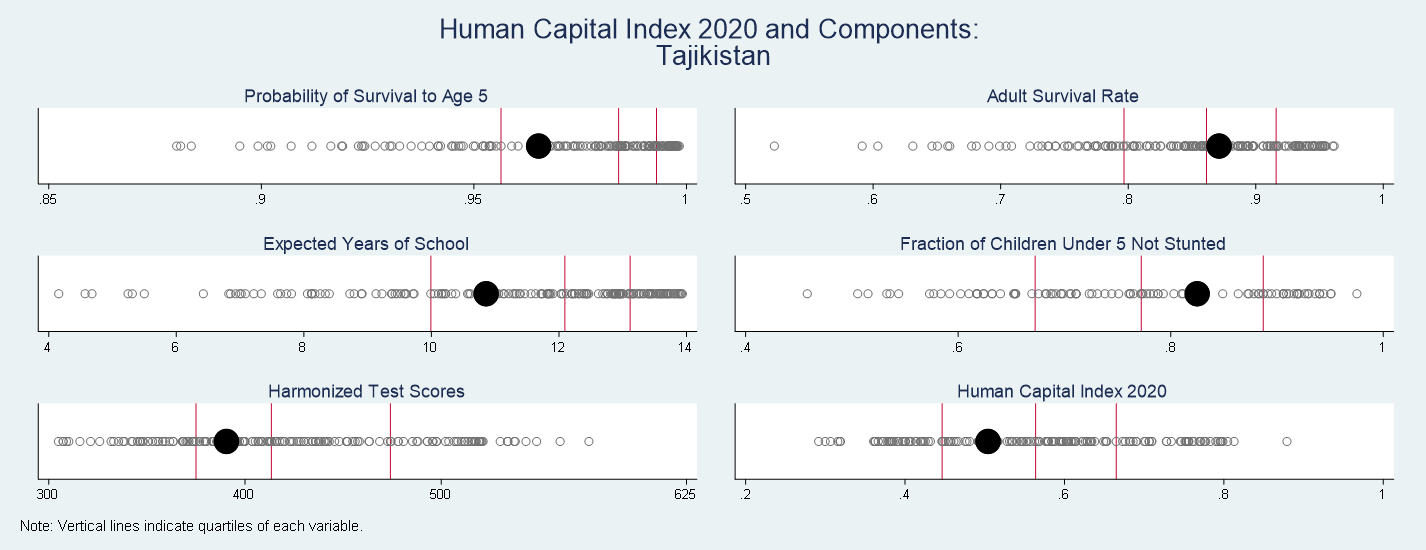 Human Capital Index 2020 and Components:
Tajikistan
Probability of Survival to Age 5
.85 .9 .95 1
Adult Survival Rate
.5 .6 .7 .8 .9 1
Expected Years of School
4 6 8 10 12 14
Fraction of Children Under 5 Not Stunted
.4 .6 .8 1
Harmonized Test Scores
300 400 500 625
Human Capital Index 2020
.2 .4 .6 .8 1
Note: Vertical lines indicate quartiles of each variable.